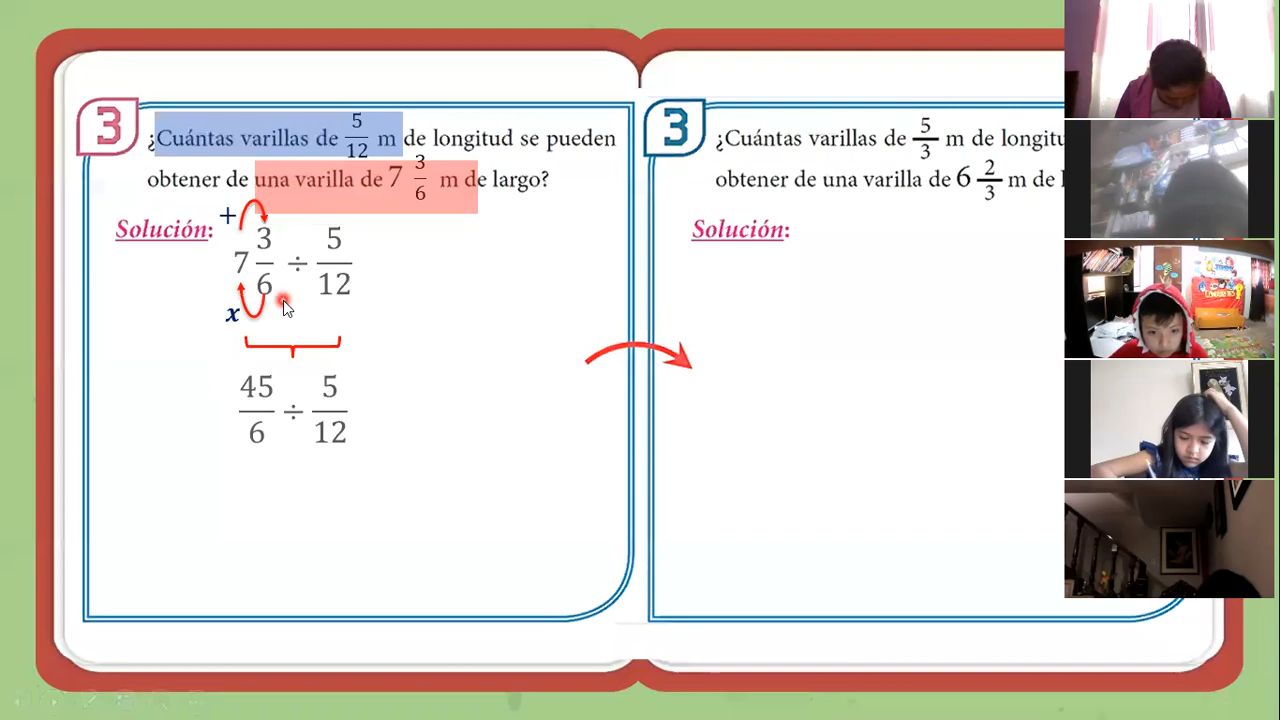 3
¿Cuántas varillas de 5/12 m de longitud se pueden
obtener de una varilla de 7 3/6 m de largo?
Solución:
+
7 3/6 ÷ 5/12
x
45/6 ÷ 5/12
3
¿Cuántas varillas de 5/3 m de longitu
obtener de una varilla de 6 2/3 m de l
Solución: